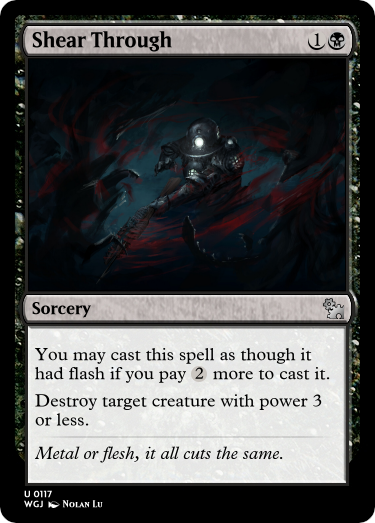 Shear Through 1
Sorcery
You may cast this spell as though it
had flash if you pay 2 more to cast it.
Destroy target creature with power 3
or less.
Metal or flesh, it all cuts the same.
U 0117
WGJ Nolan Lu